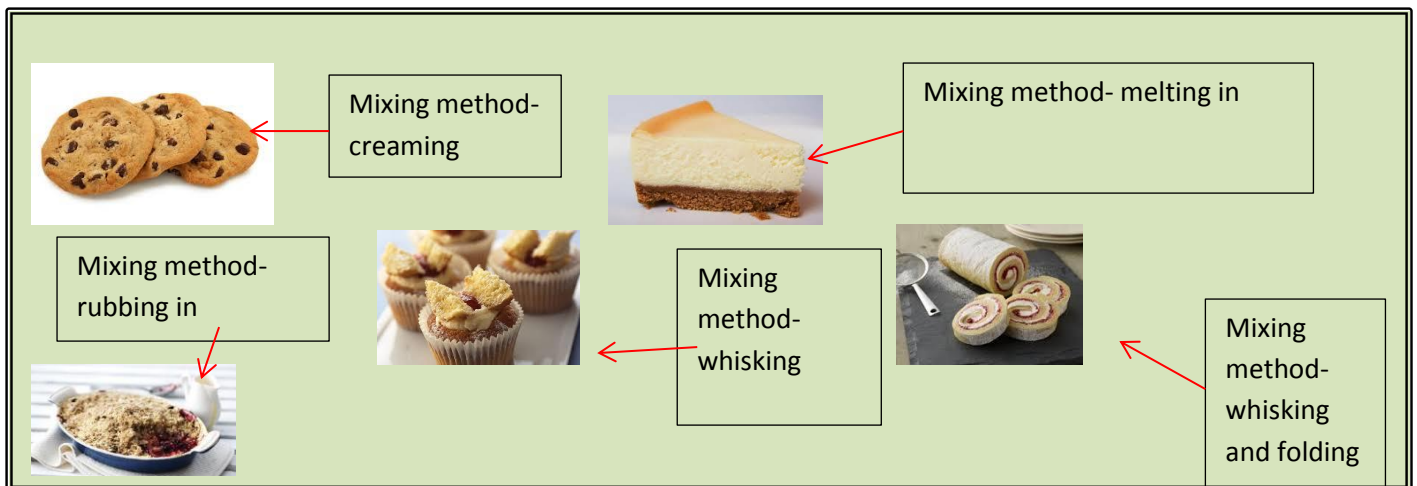 Mixing method-
creaming
Mixing method- melting in
Mixing method-
rubbing in
Mixing
method-
whisking
Mixing
method-
whisking
and folding